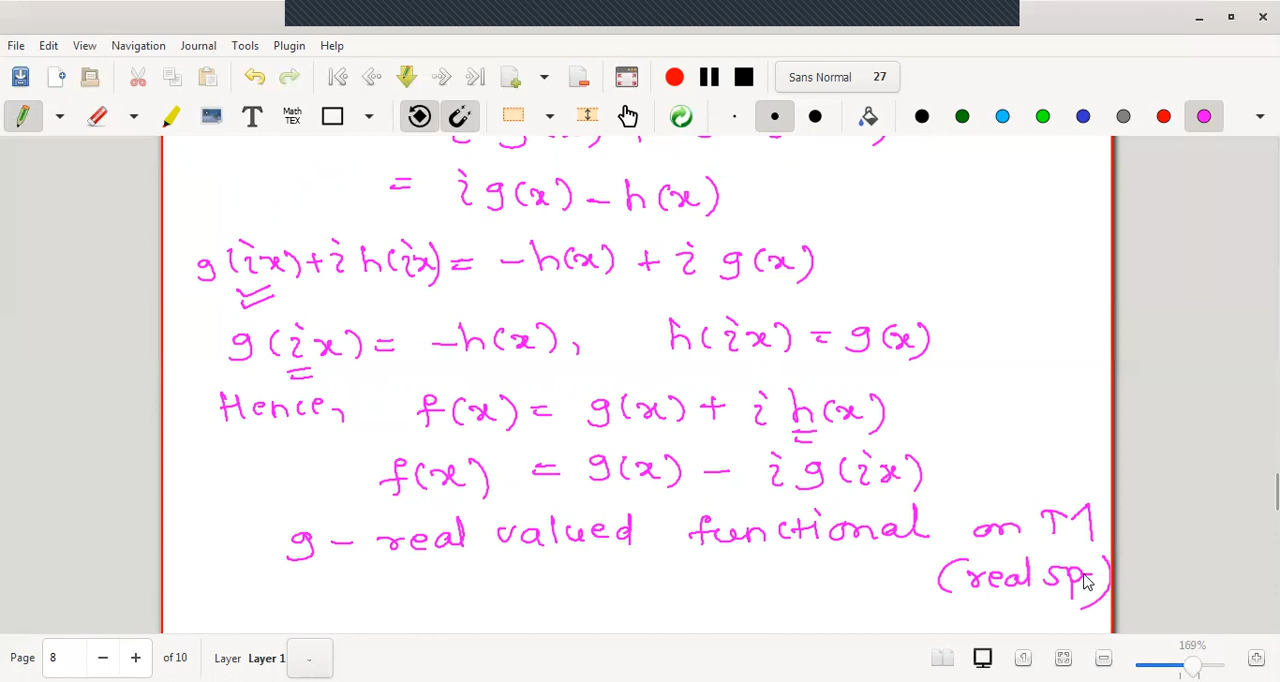 File Edit View Navigation Journal Tools Plugin Help
Sans Normal 27
T Math TEX
= i g(x) - h(x)
g(ix) + i h(ix) = -h(x) + i g(x)
g(ix) = -h(x), h(ix) = g(x)
Hence, f(x) = g(x) + i h(x)
f(x) = g(x) - i g(ix)
g - real valued functional on M
(real sp)
Page 8 of 10 Layer Layer 1 169%